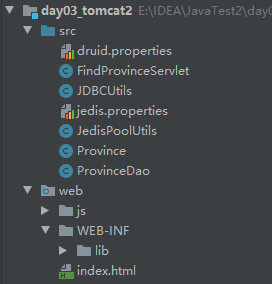 day03_tomcat2 E:\IDEA\JavaTest2\day0
src
druid.properties
FindProvinceServlet
JDBCUtils
jedis.properties
JedisPoolUtils
Province
ProvinceDao
web
js
WEB-INF
lib
index.html